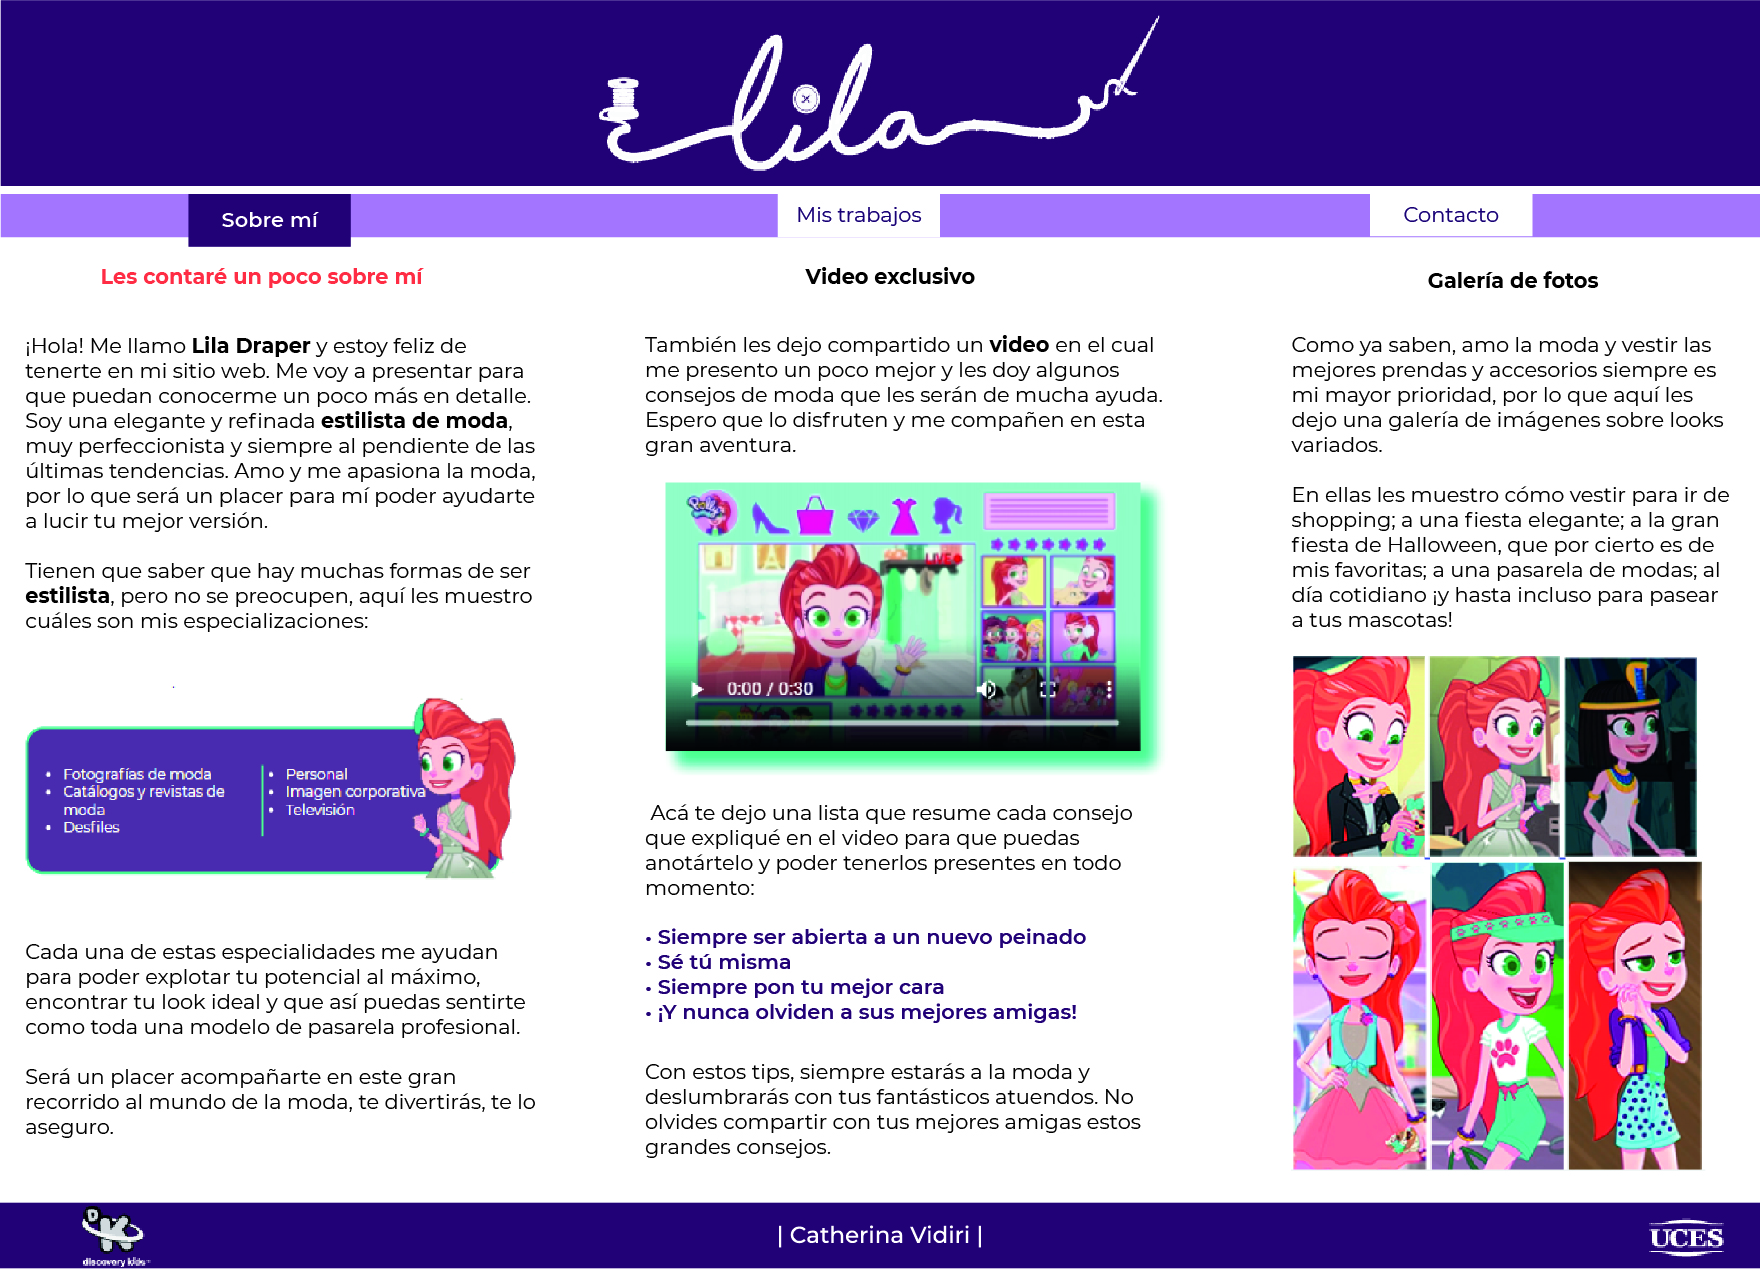 lila
Sobre mí
Mis trabajos
Contacto
Les contaré un poco sobre mí
¡Hola! Me llamo Lila Draper y estoy feliz de
tenerte en mi sitio web. Me voy a presentar para
que puedan conocerme un poco más en detalle.
Soy una elegante y refinada estilista de moda,
muy perfeccionista y siempre al pendiente de las
últimas tendencias. Amo y me apasiona la moda,
por lo que será un placer para mí poder ayudarte
a lucir tu mejor versión.
Tienen que saber que hay muchas formas de ser
estilista, pero no se preocupen, aquí les muestro
cuáles son mis especializaciones:
• Fotografías de moda
• Catálogos y revistas de
moda
• Desfiles
• Personal
• Imagen corporativa
• Televisión
Cada una de estas especialidades me ayudan
para poder explotar tu potencial al máximo,
encontrar tu look ideal y que así puedas sentirte
como toda una modelo de pasarela profesional.
Será un placer acompañarte en este gran
recorrido al mundo de la moda, te divertirás, te lo
aseguro.
Video exclusivo
También les dejo compartido un video en el cual
me presento un poco mejor y les doy algunos
consejos de moda que les serán de mucha ayuda.
Espero que lo disfruten y me compañen en esta
gran aventura.
LIVE
0:00 / 0:30
Acá te dejo una lista que resume cada consejo
que expliqué en el video para que puedas
anotártelo y poder tenerlos presentes en todo
momento:
• Siempre ser abierta a un nuevo peinado
• Sé tú misma
• Siempre pon tu mejor cara
• ¡Y nunca olviden a sus mejores amigas!
Con estos tips, siempre estarás a la moda y
deslumbrarás con tus fantásticos atuendos. No
olvides compartir con tus mejores amigas estos
grandes consejos.
Galería de fotos
Como ya saben, amo la moda y vestir las
mejores prendas y accesorios siempre es
mi mayor prioridad, por lo que aquí les
dejo una galería de imágenes sobre looks
variados.
En ellas les muestro cómo vestir para ir de
shopping; a una fiesta elegante; a la gran
fiesta de Halloween, que por cierto es de
mis favoritas; a una pasarela de modas; al
día cotidiano ¡y hasta incluso para pasear
a tus mascotas!
DK
discovery kids
| Catherina Vidiri |
UCES